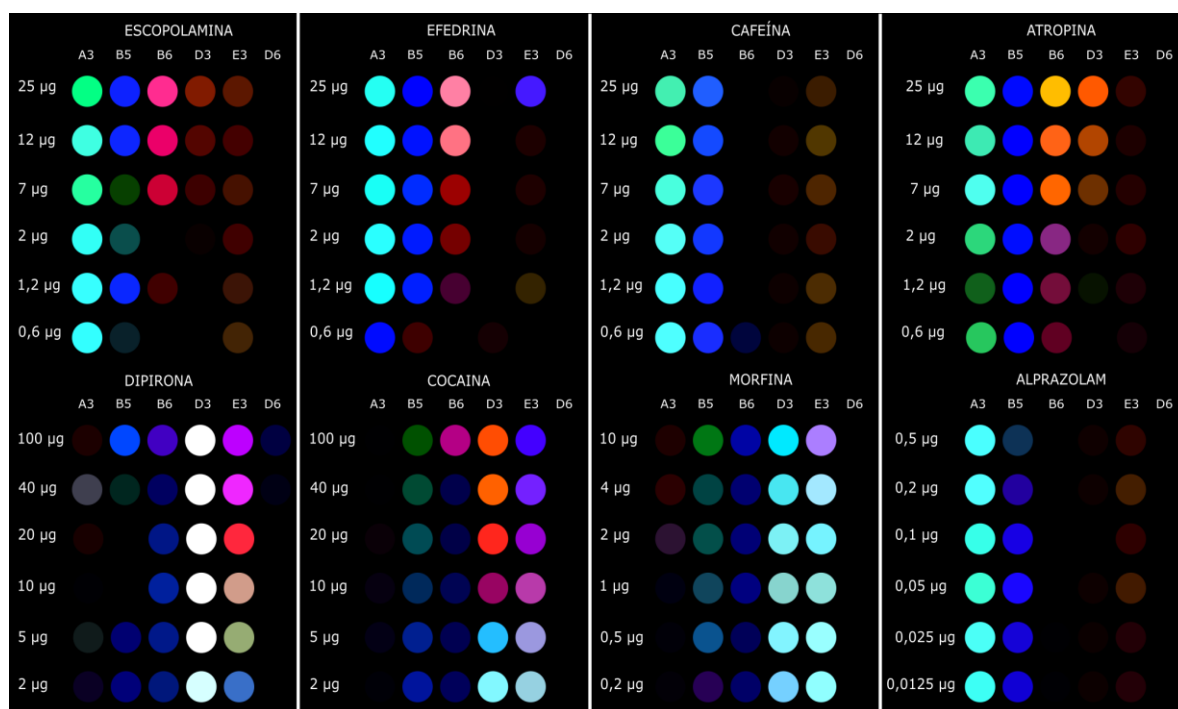 ESCOPOLAMINA
A3 B5 B6 D3 E3 D6
25 µg
12 µg
7 µg
2 µg
1,2 µg
0,6 µg
EFEDRINA
A3 B5 B6 D3 E3 D6
25 µg
12 µg
7 µg
2 µg
1,2 µg
0,6 µg
CAFEÍNA
A3 B5 B6 D3 E3 D6
25 µg
12 µg
7 µg
2 µg
1,2 µg
0,6 µg
ATROPINA
A3 B5 B6 D3 E3 D6
25 µg
12 µg
7 µg
2 µg
1,2 µg
0,6 µg
DIPIRONA
A3 B5 B6 D3 E3 D6
100 µg
40 µg
20 µg
10 µg
5 µg
2 µg
COCAINA
A3 B5 B6 D3 E3 D6
100 µg
40 µg
20 µg
10 µg
5 µg
2 µg
MORFINA
A3 B5 B6 D3 E3 D6
10 µg
4 µg
2 µg
1 µg
0,5 µg
0,2 µg
ALPRAZOLAM
A3 B5 B6 D3 E3 D6
0,5 µg
0,2 µg
0,1 µg
0,05 µg
0,025 µg
0,0125 µg